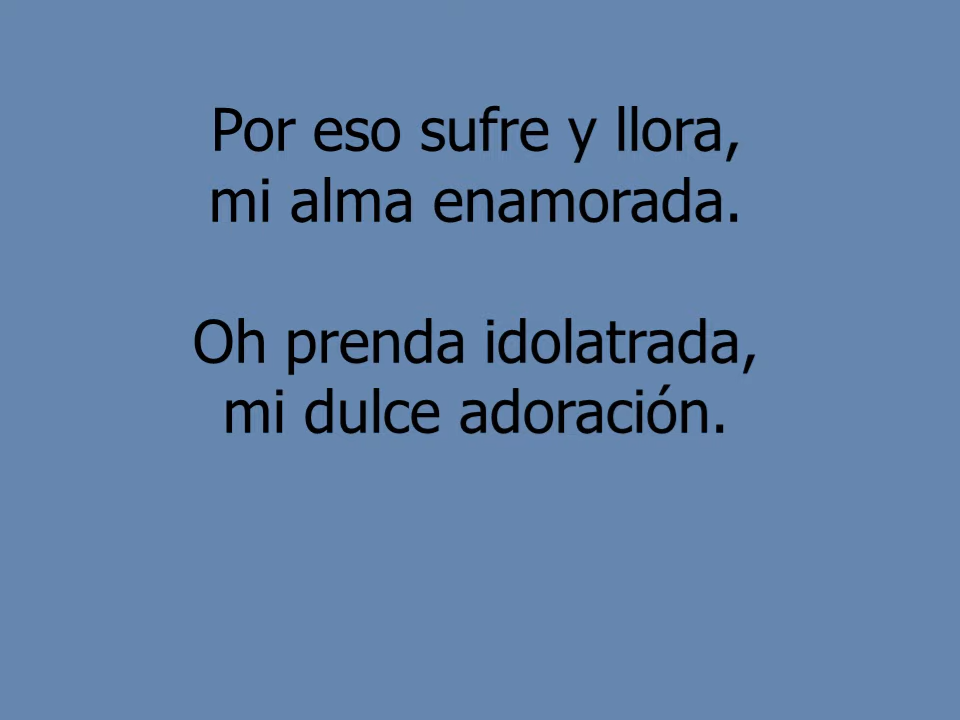 Por eso sufre y llora,
mi alma enamorada.
Oh prenda idolatrada,
mi dulce adoración.